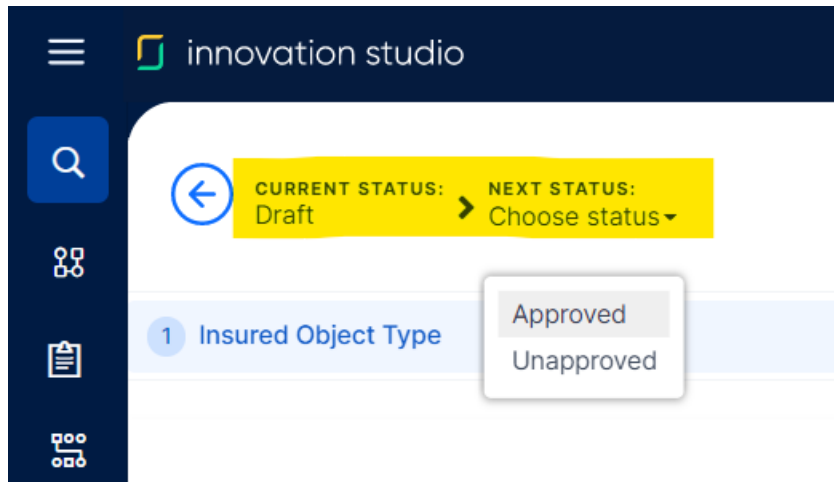 innovation studio
CURRENT STATUS: NEXT STATUS:
Draft Choose status
Approved
1 Insured Object Type
Unapproved